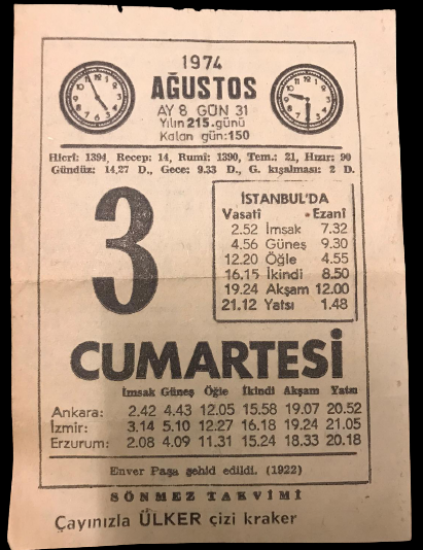 1974
AĞUSTOS
AY 8 GÜN 31
Yılın 215.günü
Kalan gün:150
Hicrî: 1394, Recep: 14, Rumî: 1390, Tem.: 21, Hızır: 90
Gündüz: 14.27 D., Gece: 9.33 D., G. kısalması: 2 D.
3
İSTANBUL'DA
Vasatî Ezanî
2.52 İmsak 7.32
4.56 Güneş 9.30
12.20 Öğle 4.55
16.15 İkindi 8.50
19.24 Akşam 12.00
21.12 Yatsı 1.48
CUMARTESİ
İmsak Güneş Öğle İkindi Akşam Yatsı
Ankara: 2.42 4.43 12.05 15.58 19.07 20.52
İzmir: 3.14 5.10 12.27 16.18 19.24 21.05
Erzurum: 2.08 4.09 11.31 15.24 18.33 20.18
Enver Paşa şehid edildi. (1922)
SÖNMEZ TAKVİMİ
Çayınızla ÜLKER çizi kraker